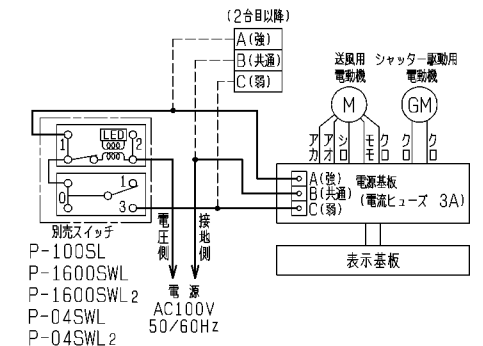 (2台目以降)
A(強)
B(共通)
C(弱)
送風用
電動機
シャッター駆動用
電動機
M
GM
アカ
アオ
シロ
モモ
クロ
クロ
LED
1
2
0
1
3
A(強)
B(共通)
C(弱)
電源基板
(電流ヒューズ 3A)
表示基板
別売スイッチ
P-100SL
P-1600SWL
P-1600SWL2
P-04SWL
P-04SWL2
電圧側
接地側
電源
AC100V
50/60Hz